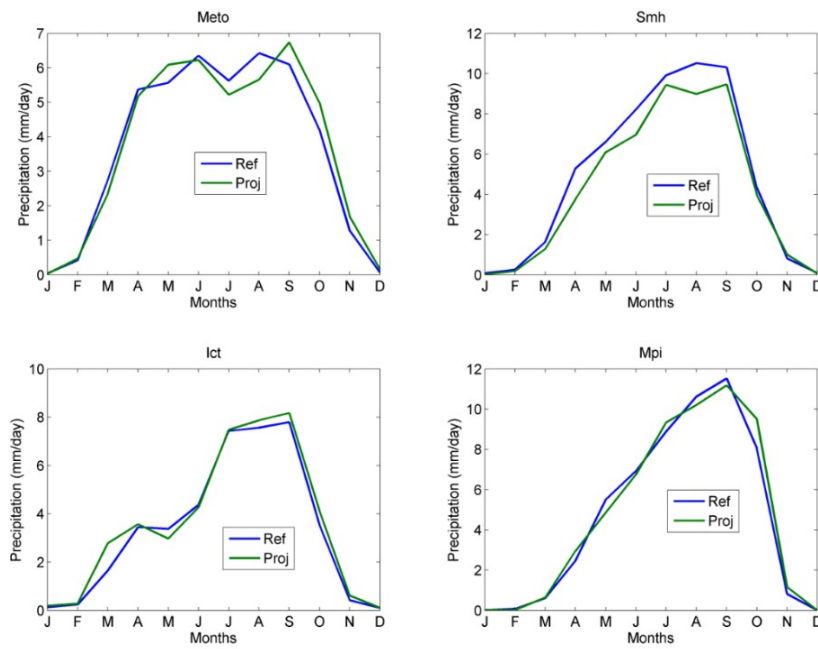 Meto
Precipitation (mm/day)
7
6
5
4
3
2
1
0
Ref
Proj
J F M A M J J A S O N D
Months
Smh
Precipitation (mm/day)
12
10
8
6
4
2
0
Ref
Proj
J F M A M J J A S O N D
Months
Ict
Precipitation (mm/day)
10
8
6
4
2
0
Ref
Proj
J F M A M J J A S O N D
Months
Mpi
Precipitation (mm/day)
12
10
8
6
4
2
0
Ref
Proj
J F M A M J J A S O N D
Months